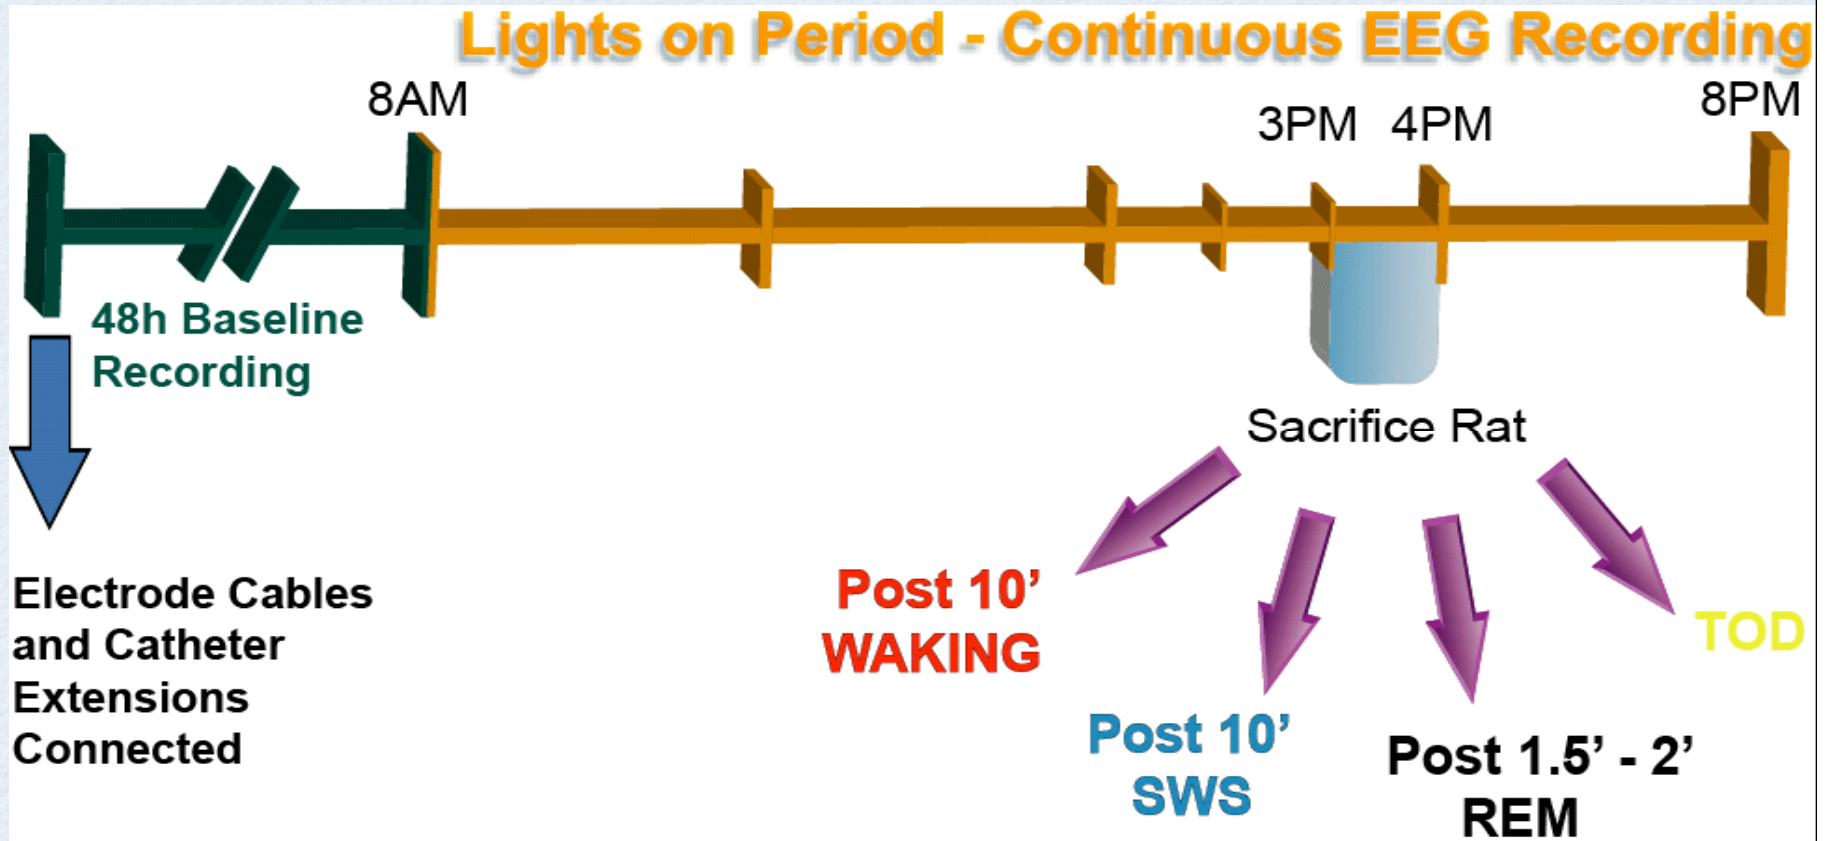 Lights on Period - Continuous EEG Recording
8AM
3PM
4PM
8PM
48h Baseline
Recording
Sacrifice Rat
Electrode Cables
and Catheter
Extensions
Connected
Post 10’
WAKING
Post 10’
SWS
Post 1.5’ - 2’
REM
TOD